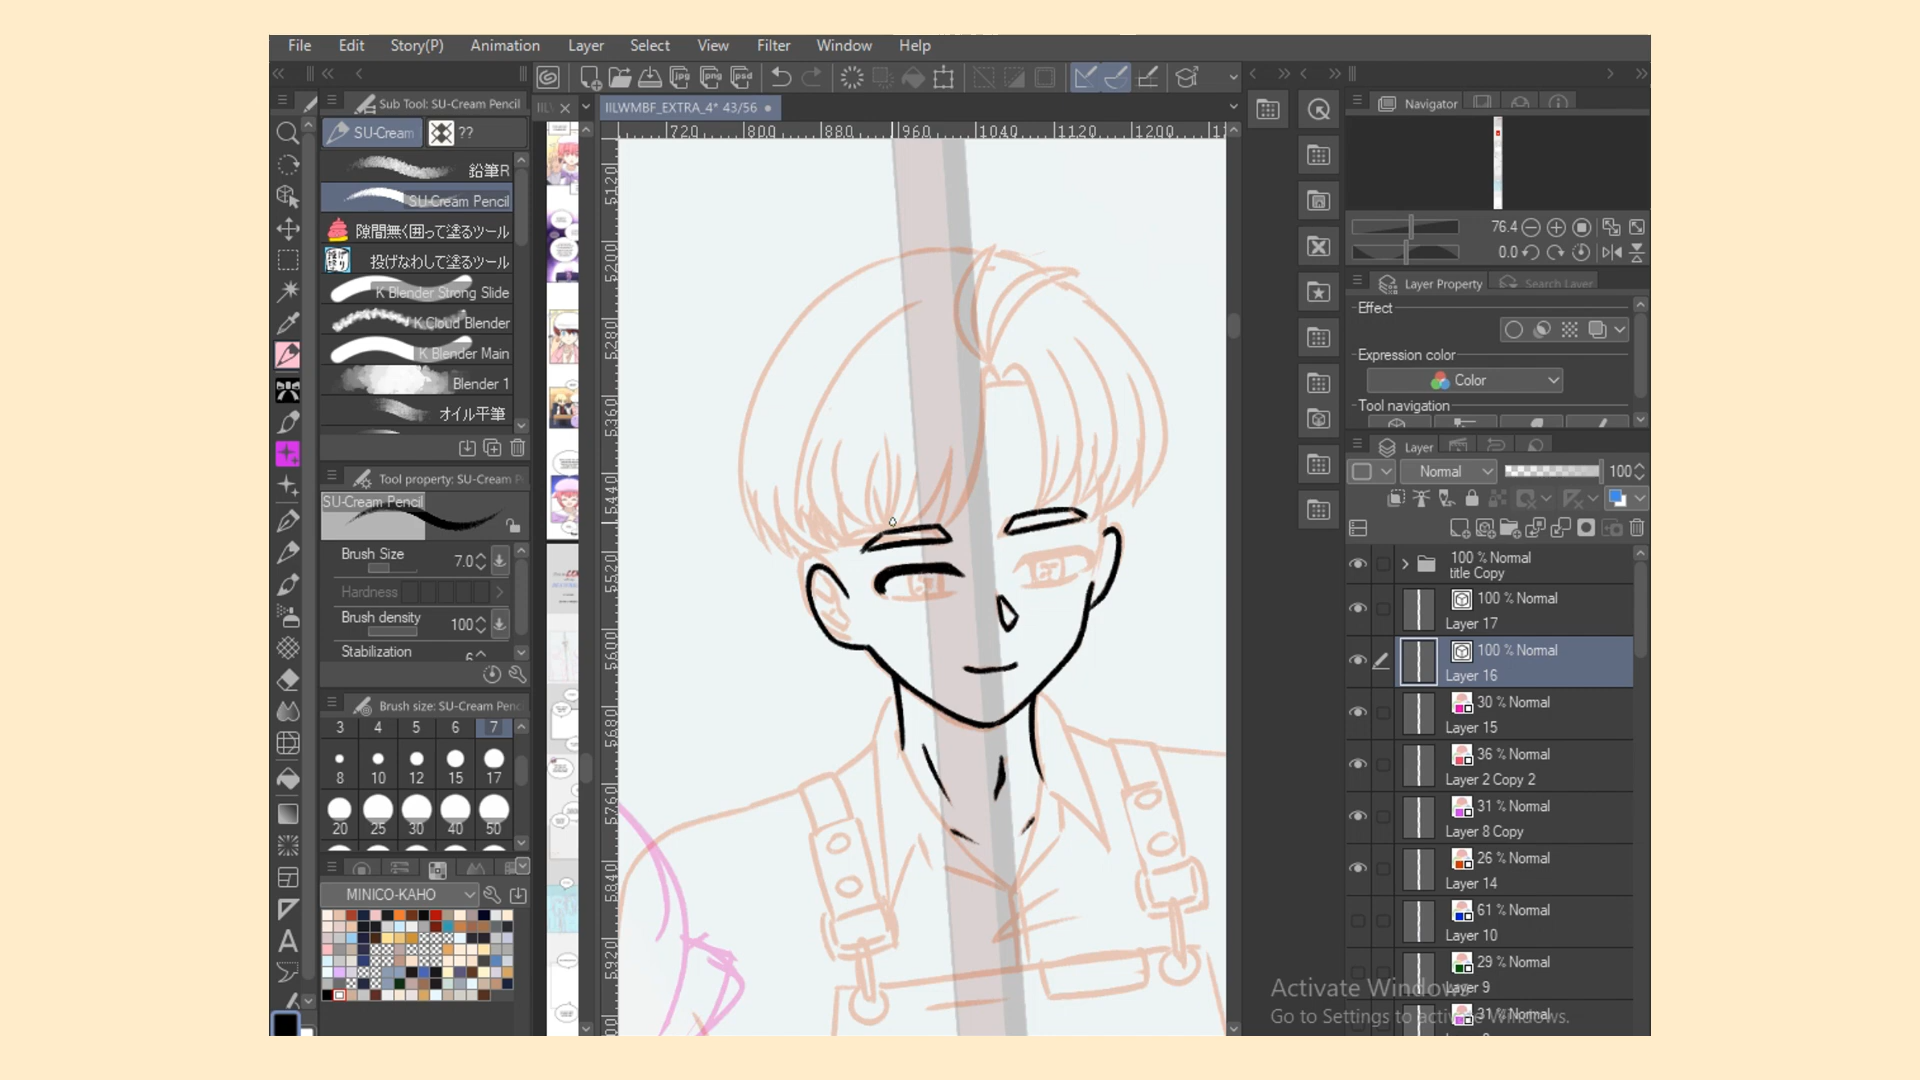 File Edit Story(P) Animation Layer Select View Filter Window Help
Sub Tool: SU-Cream Pencil
SU-Cream ??
鉛筆R
SU-Cream Pencil
隙間無く囲って塗るツール
投げなわして塗るツール
K Blender Strong Slide
K Cloud Blender
K Blender Main
Blender 1
オイル平筆
Tool property: SU-Cream P
SU-Cream Pencil
Brush Size 7.0
Hardness
Brush density 100
Stabilization 6
Brush size: SU-Cream Penc
3 4 5 6 7
8 10 12 15 17
20 25 30 40 50
MINICO-KAHO
IILWMBF_EXTRA_4* 43/56
720 800 880 960 1040 1120 1200
5120
5200
5280
5360
5440
5520
5600
5680
5760
5840
5920
Navigator
76.4
0.0
Layer Property Search Layer
Effect
Expression color
Color
Tool navigation
Layer
Normal 100
100 % Normal
title Copy
100 % Normal
Layer 17
100 % Normal
Layer 16
30 % Normal
Layer 15
36 % Normal
Layer 2 Copy 2
31 % Normal
Layer 8 Copy
26 % Normal
Layer 14
61 % Normal
Layer 10
29 % Normal
Layer 9
31 % Normal
Activate Windows
Go to Settings to activate Windows.